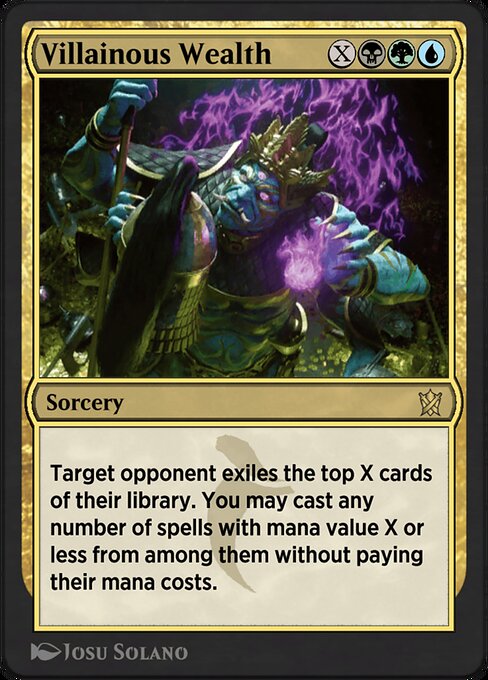 Villainous Wealth X
Sorcery
Target opponent exiles the top X cards
of their library. You may cast any
number of spells with mana value X or
less from among them without paying
their mana costs.
Josu Solano